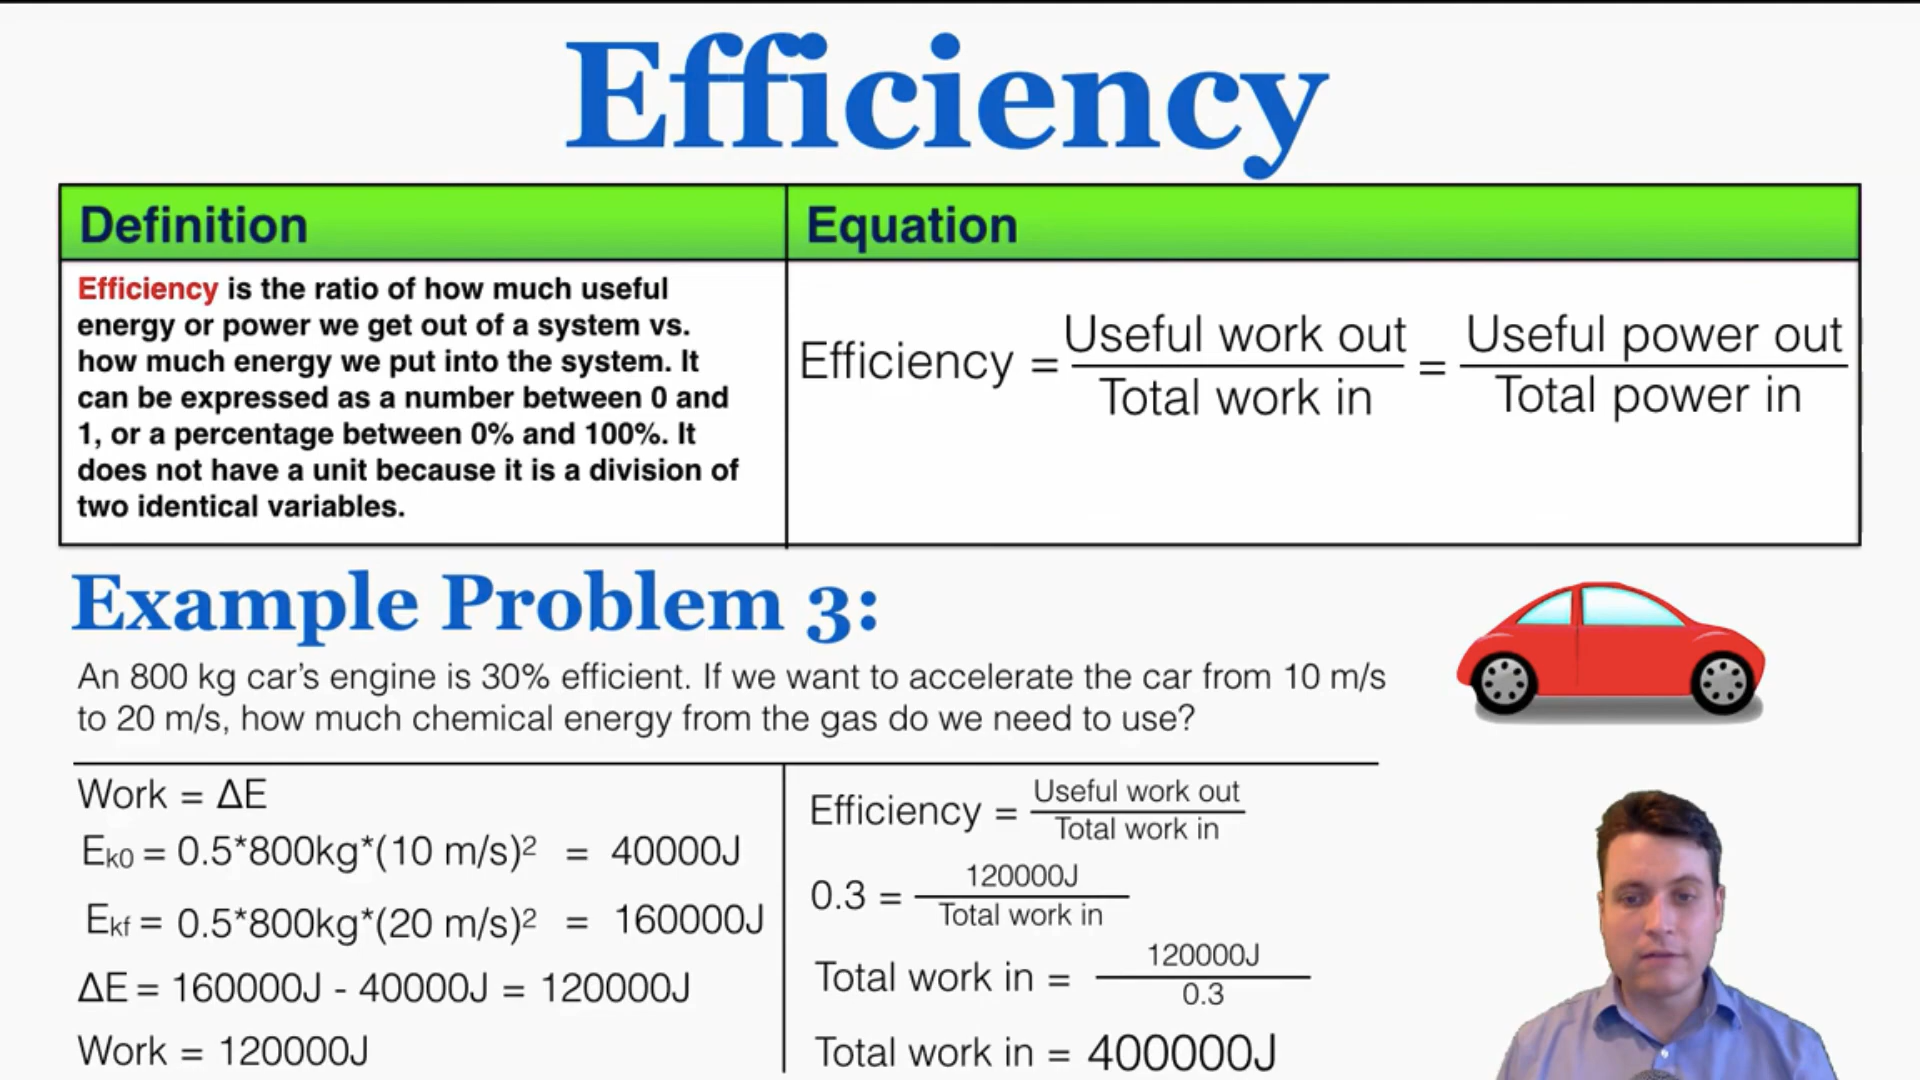 Efficiency
Definition
Equation
Efficiency is the ratio of how much useful
energy or power we get out of a system vs.
how much energy we put into the system. It
can be expressed as a number between 0 and
1, or a percentage between 0% and 100%. It
does not have a unit because it is a division of
two identical variables.
Efficiency = Useful work out / Total work in = Useful power out / Total power in
Example Problem 3:
An 800 kg car’s engine is 30% efficient. If we want to accelerate the car from 10 m/s
to 20 m/s, how much chemical energy from the gas do we need to use?
Work = ΔE
Ek0 = 0.5*800kg*(10 m/s)² = 40000J
Ekf = 0.5*800kg*(20 m/s)² = 160000J
ΔE = 160000J - 40000J = 120000J
Work = 120000J
Efficiency = Useful work out / Total work in
0.3 = 120000J / Total work in
Total work in = 120000J / 0.3
Total work in = 400000J